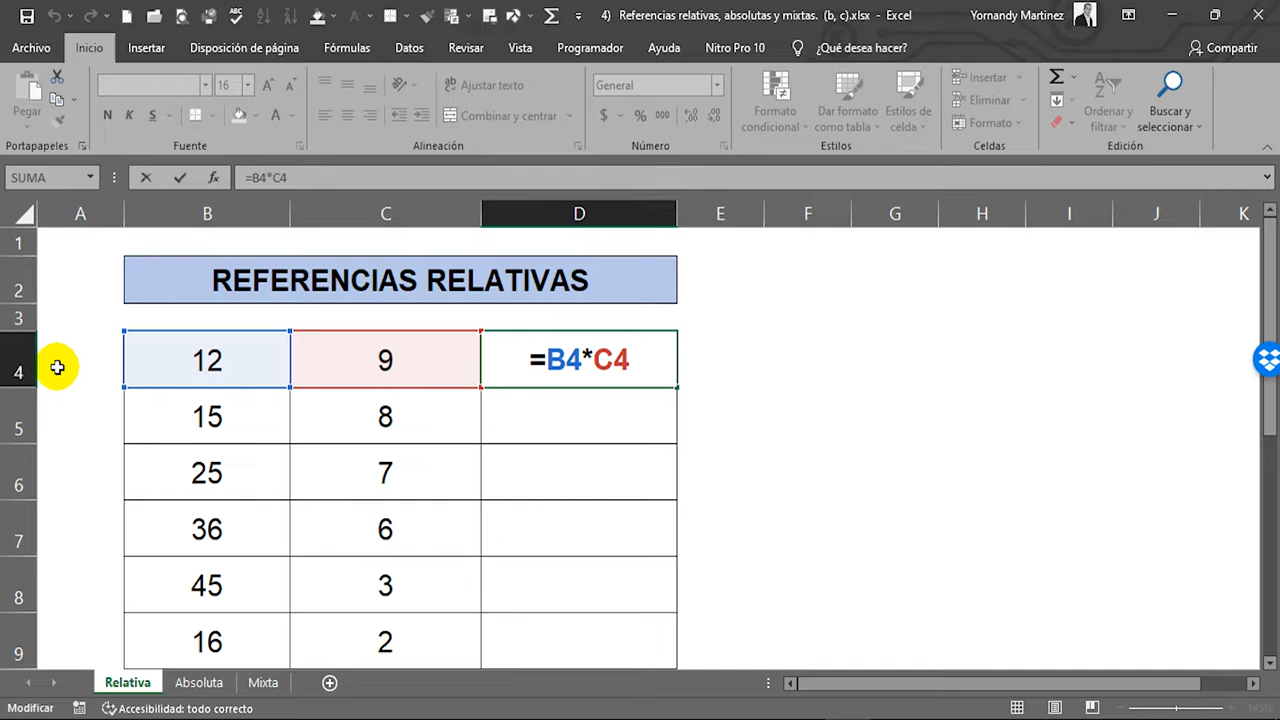 4) Referencias relativas, absolutas y mixtas. (b, c).xlsx - Excel
Yornandy Martinez
Archivo Inicio Insertar Disposición de página Fórmulas Datos Revisar Vista Programador Ayuda Nitro Pro 10 ¿Qué desea hacer? Compartir
Pegar
N K S
16
Ajustar texto
Combinar y centrar
General
$ % 000
Formato condicional
Dar formato como tabla
Estilos de celda
Insertar
Eliminar
Formato
Ordenar y filtrar
Buscar y seleccionar
Portapapeles Fuente Alineación Número Estilos Celdas Edición
SUMA fx =B4*C4
A B C D E F G H I J K
1
2 REFERENCIAS RELATIVAS
3
4 12 9 =B4*C4
5 15 8
6 25 7
7 36 6
8 45 3
9 16 2
Relativa Absoluta Mixta
Modificar Accesibilidad: todo correcto 145%